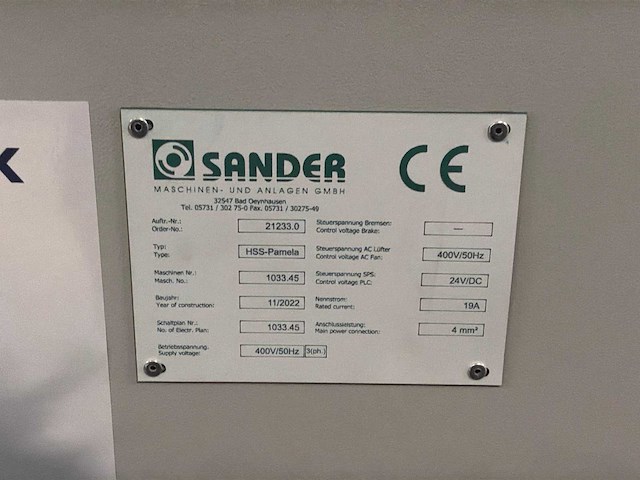 K
SANDER
CE
MASCHINEN- UND ANLAGEN GMBH
32547 Bad Oeynhausen
Tel. 05731 / 302 75-0 Fax. 05731 / 30275-49
Auftr.-Nr.:
Order-No.: 21233.0
Steuerspannung Bremsen:
Control voltage Brake: —
Typ:
Type: HSS-Pamela
Steuerspannung AC Lüfter
Control voltage AC Fan: 400V/50Hz
Maschinen Nr.:
Masch. No.: 1033.45
Steuerspannung SPS:
Control voltage PLC: 24V/DC
Baujahr:
Year of construction: 11/2022
Nennstrom:
Rated current: 19A
Schaltplan Nr.:
No. of Electr. Plan: 1033.45
Anschlussleistung:
Main power connection: 4 mm²
Betriebsspannung.
Supply voltage: 400V/50Hz 3(ph.)